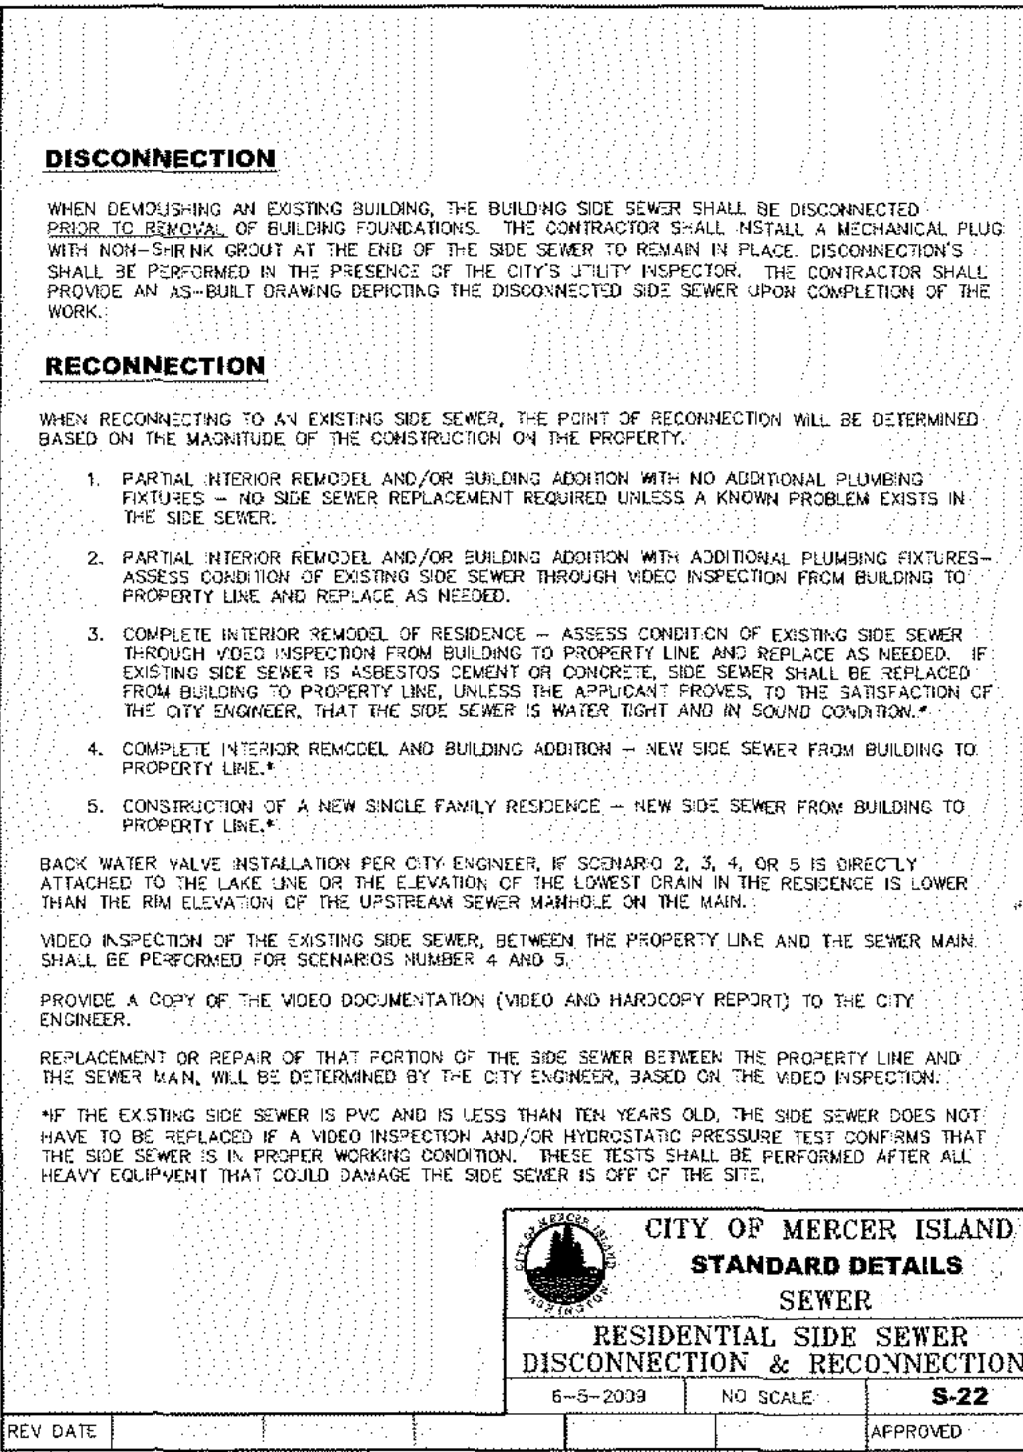 DISCONNECTION
WHEN DEMOLISHING AN EXISTING BUILDING, THE BUILDING SIDE SEWER SHALL BE DISCONNECTED
PRIOR TO REMOVAL OF BUILDING FOUNDATIONS. THE CONTRACTOR SHALL INSTALL A MECHANICAL PLUG
WITH NON-SHRINK GROUT AT THE END OF THE SIDE SEWER TO REMAIN IN PLACE. DISCONNECTION'S
SHALL BE PERFORMED IN THE PRESENCE OF THE CITY'S UTILITY INSPECTOR. THE CONTRACTOR SHALL
PROVIDE AN AS-BUILT DRAWING DEPICTING THE DISCONNECTED SIDE SEWER UPON COMPLETION OF THE
WORK.
RECONNECTION
WHEN RECONNECTING TO AN EXISTING SIDE SEWER, THE POINT OF RECONNECTION WILL BE DETERMINED
BASED ON THE MAGNITUDE OF THE CONSTRUCTION ON THE PROPERTY.
1. PARTIAL INTERIOR REMODEL AND/OR BUILDING ADDITION WITH NO ADDITIONAL PLUMBING
FIXTURES – NO SIDE SEWER REPLACEMENT REQUIRED UNLESS A KNOWN PROBLEM EXISTS IN
THE SIDE SEWER.
2. PARTIAL INTERIOR REMODEL AND/OR BUILDING ADDITION WITH ADDITIONAL PLUMBING FIXTURES–
ASSESS CONDITION OF EXISTING SIDE SEWER THROUGH VIDEO INSPECTION FROM BUILDING TO
PROPERTY LINE AND REPLACE AS NEEDED.
3. COMPLETE INTERIOR REMODEL OF RESIDENCE – ASSESS CONDITION OF EXISTING SIDE SEWER
THROUGH VIDEO INSPECTION FROM BUILDING TO PROPERTY LINE AND REPLACE AS NEEDED. IF
EXISTING SIDE SEWER IS ASBESTOS CEMENT OR CONCRETE, SIDE SEWER SHALL BE REPLACED
FROM BUILDING TO PROPERTY LINE, UNLESS THE APPLICANT PROVES, TO THE SATISFACTION OF
THE CITY ENGINEER, THAT THE SIDE SEWER IS WATER TIGHT AND IN SOUND CONDITION.*
4. COMPLETE INTERIOR REMODEL AND BUILDING ADDITION – NEW SIDE SEWER FROM BUILDING TO
PROPERTY LINE.*
5. CONSTRUCTION OF A NEW SINGLE FAMILY RESIDENCE – NEW SIDE SEWER FROM BUILDING TO
PROPERTY LINE.*
BACK WATER VALVE INSTALLATION PER CITY ENGINEER, IF SCENARIO 2, 3, 4, OR 5 IS DIRECTLY
ATTACHED TO THE LAKE LINE OR THE ELEVATION OF THE LOWEST DRAIN IN THE RESIDENCE IS LOWER
THAN THE RIM ELEVATION OF THE UPSTREAM SEWER MANHOLE ON THE MAIN.
VIDEO INSPECTION OF THE EXISTING SIDE SEWER, BETWEEN THE PROPERTY LINE AND THE SEWER MAIN
SHALL BE PERFORMED FOR SCENARIOS NUMBER 4 AND 5.
PROVIDE A COPY OF THE VIDEO DOCUMENTATION (VIDEO AND HARDCOPY REPORT) TO THE CITY
ENGINEER.
REPLACEMENT OR REPAIR OF THAT PORTION OF THE SIDE SEWER BETWEEN THE PROPERTY LINE AND
THE SEWER MAIN, WILL BE DETERMINED BY THE CITY ENGINEER, BASED ON THE VIDEO INSPECTION.
*IF THE EXISTING SIDE SEWER IS PVC AND IS LESS THAN TEN YEARS OLD, THE SIDE SEWER DOES NOT
HAVE TO BE REPLACED IF A VIDEO INSPECTION AND/OR HYDROSTATIC PRESSURE TEST CONFIRMS THAT
THE SIDE SEWER IS IN PROPER WORKING CONDITION. THESE TESTS SHALL BE PERFORMED AFTER ALL
HEAVY EQUIPMENT THAT COULD DAMAGE THE SIDE SEWER IS OFF OF THE SITE.
CITY OF MERCER ISLAND
WASHINGTON
CITY OF MERCER ISLAND
STANDARD DETAILS
SEWER
RESIDENTIAL SIDE SEWER
DISCONNECTION & RECONNECTION
6-5-2009 NO SCALE S-22
REV DATE APPROVED